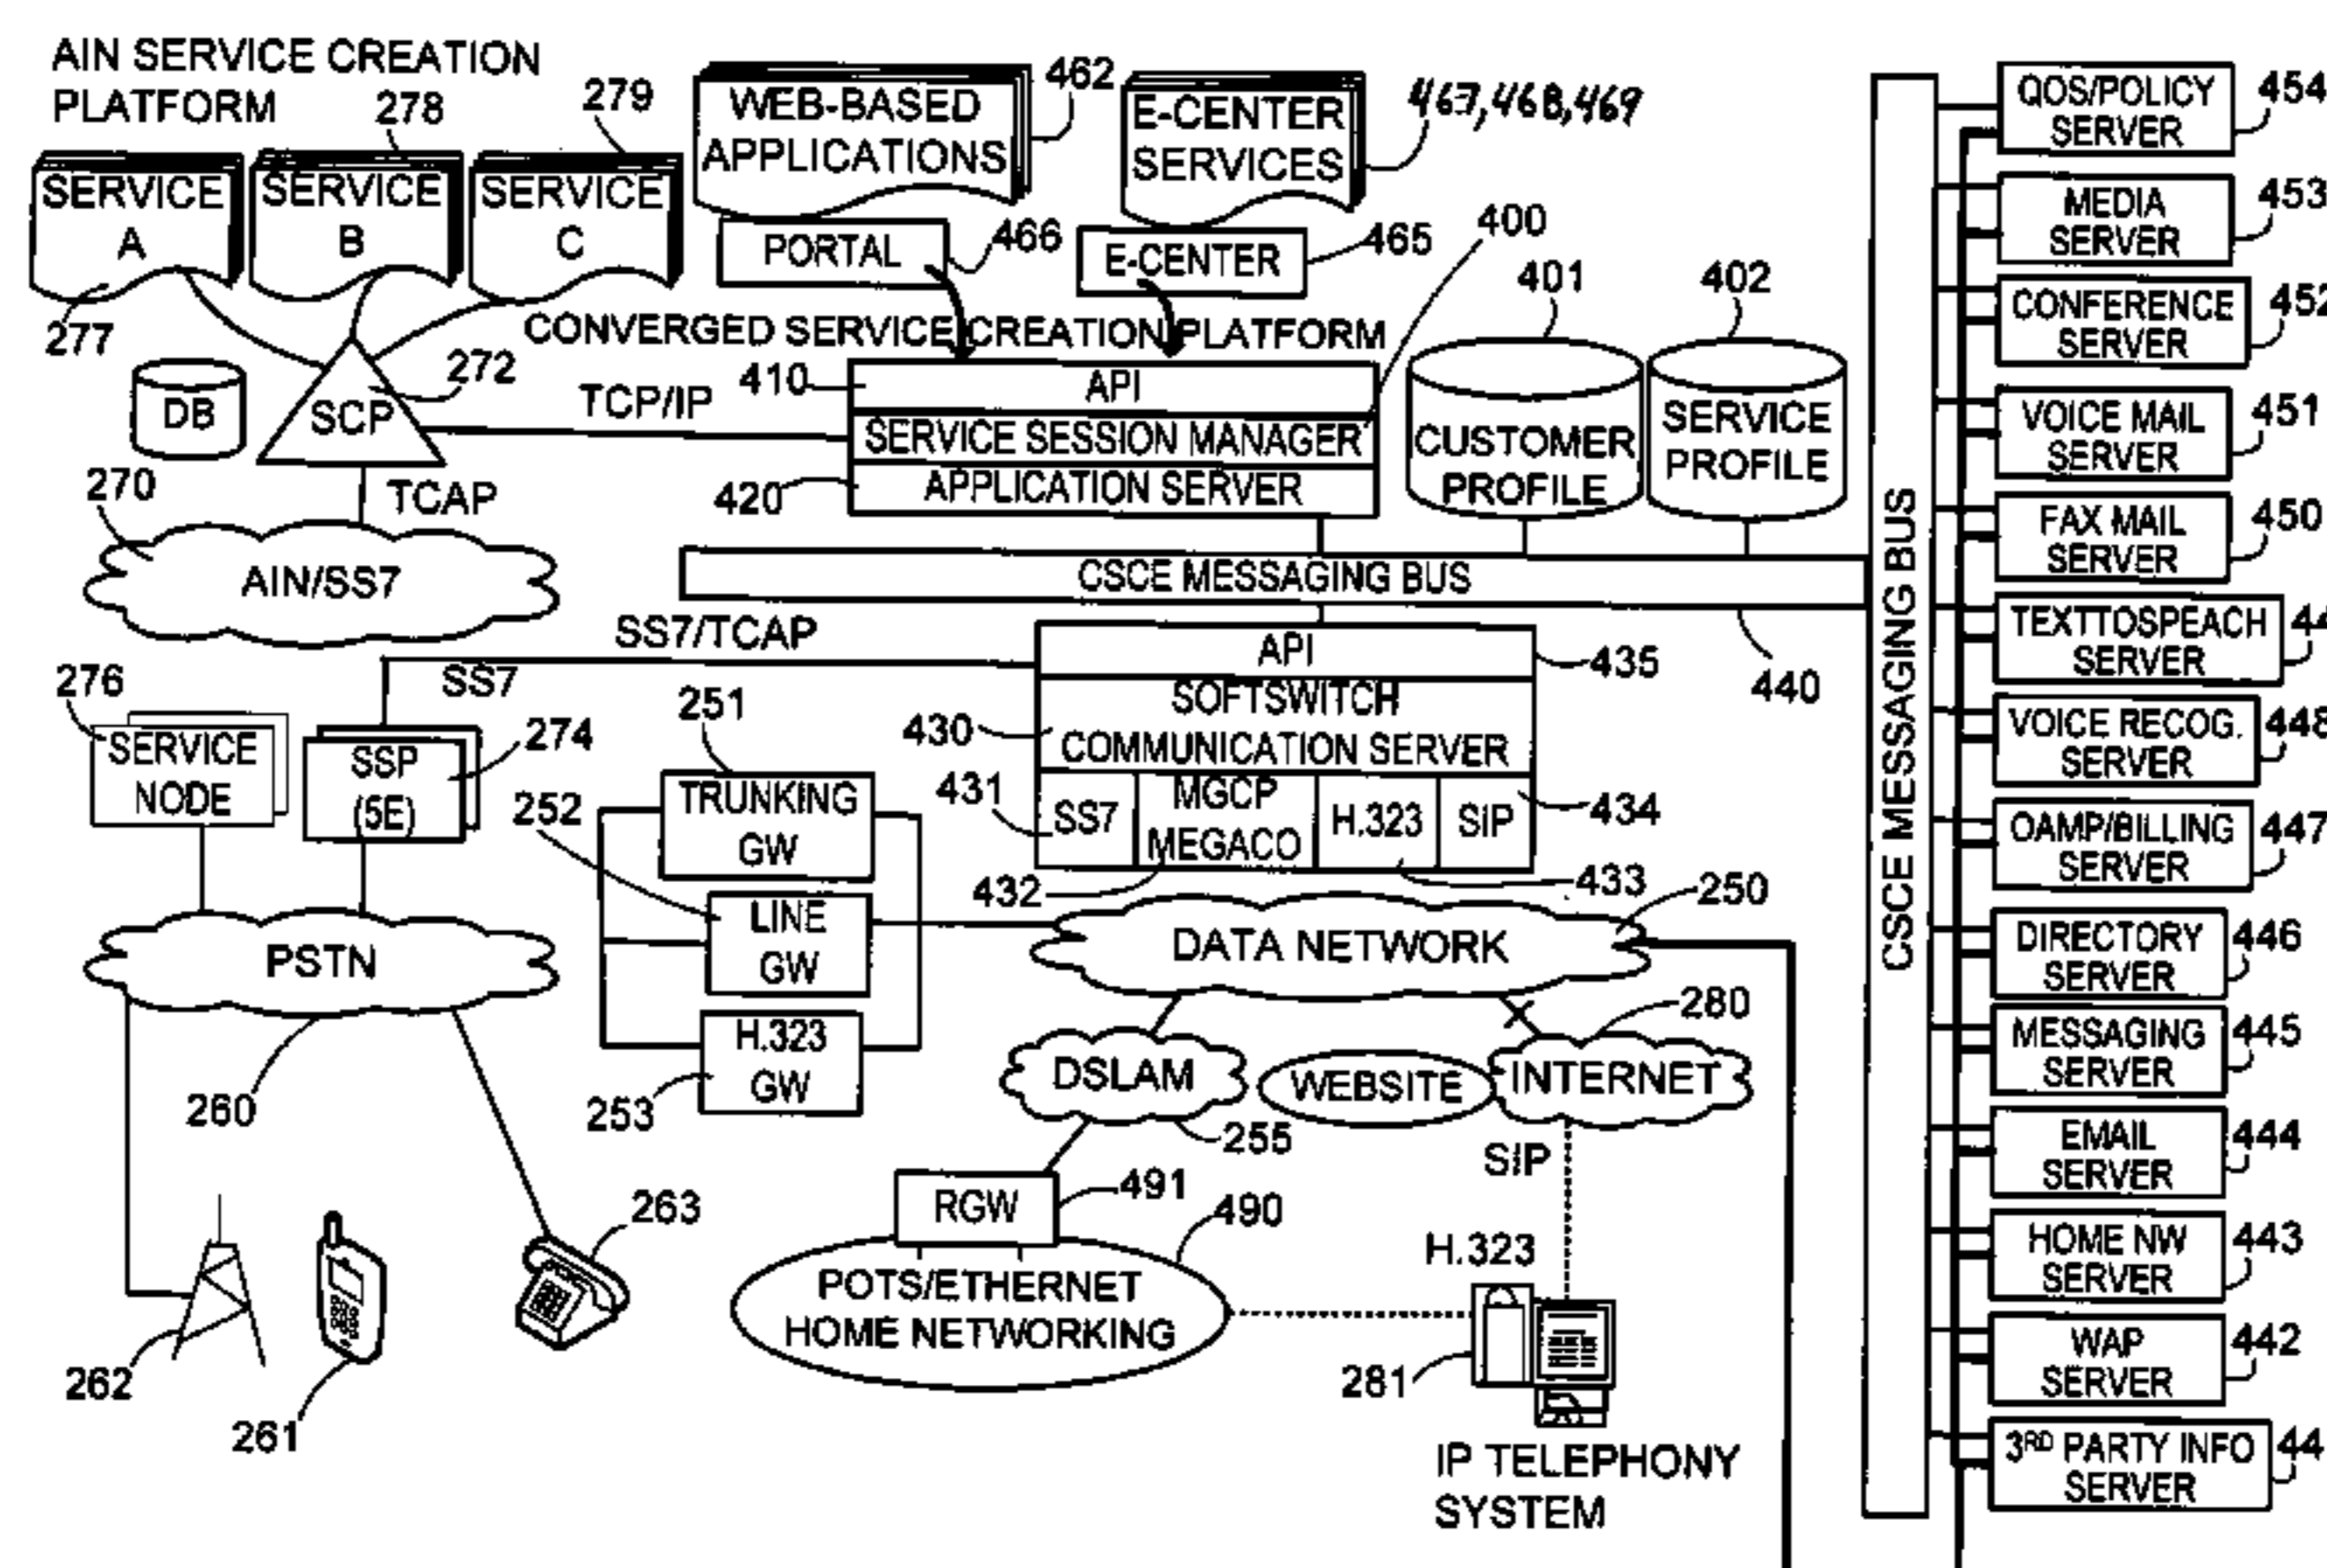 AIN SERVICE CREATION
PLATFORM
278
279
462
467,468,469
WEB-BASED
APPLICATIONS
E-CENTER
SERVICES
SERVICE
A
SERVICE
B
SERVICE
C
277
PORTAL
466
E-CENTER
465
400
401
402
CONVERGED SERVICE CREATION PLATFORM
DB
SCP
272
TCP/IP
410
API
SERVICE SESSION MANAGER
420
APPLICATION SERVER
CUSTOMER
PROFILE
SERVICE
PROFILE
270
TCAP
AIN/SS7
CSCE MESSAGING BUS
440
SS7/TCAP
SS7
API
435
430
SOFTSWITCH
COMMUNICATION SERVER
431
SS7
MGCP
MEGACO
H.323
SIP
434
432
433
276
SERVICE
NODE
SSP
(5E)
274
251
TRUNKING
GW
252
LINE
GW
H.323
GW
253
DATA NETWORK
250
PSTN
260
DSLAM
255
WEBSITE
INTERNET
280
SIP
RGW
491
490
POTS/ETHERNET
HOME NETWORKING
H.323
281
IP TELEPHONY
SYSTEM
262
261
263
CSCE MESSAGING BUS
QOS/POLICY
SERVER
454
MEDIA
SERVER
453
CONFERENCE
SERVER
452
VOICE MAIL
SERVER
451
FAX MAIL
SERVER
450
TEXTTOSPEACH
SERVER
44
VOICE RECOG.
SERVER
448
OAMP/BILLING
SERVER
447
DIRECTORY
SERVER
446
MESSAGING
SERVER
445
EMAIL
SERVER
444
HOME NW
SERVER
443
WAP
SERVER
442
3RD PARTY INFO
SERVER
44